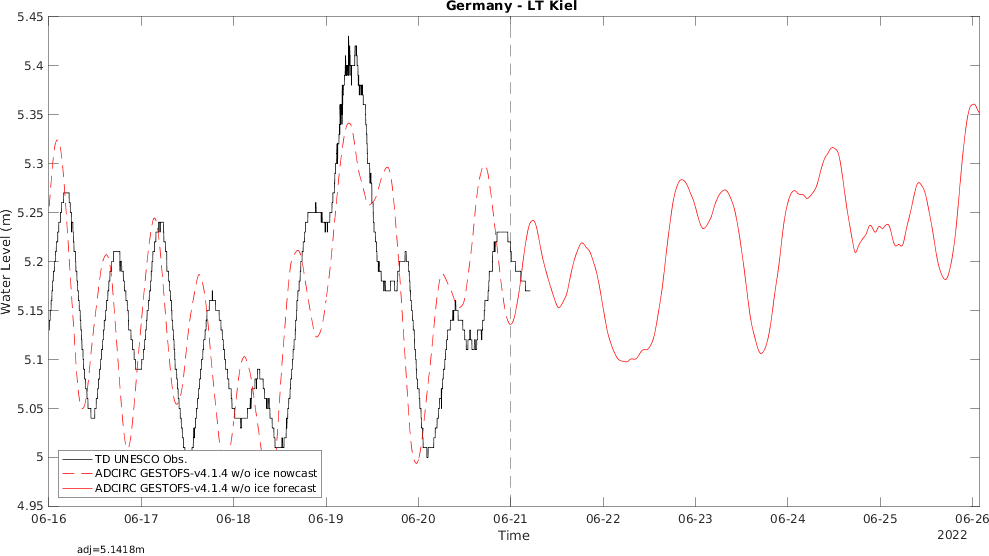 Germany - LT Kiel
5.45
5.4
5.35
5.3
5.25
5.2
5.15
5.1
5.05
5
4.95
Water Level (m)
TD UNESCO Obs.
ADCIRC GESTOFS-v4.1.4 w/o ice nowcast
ADCIRC GESTOFS-v4.1.4 w/o ice forecast
06-16 06-17 06-18 06-19 06-20 06-21 06-22 06-23 06-24 06-25 06-26
Time
2022
adj=5.1418m